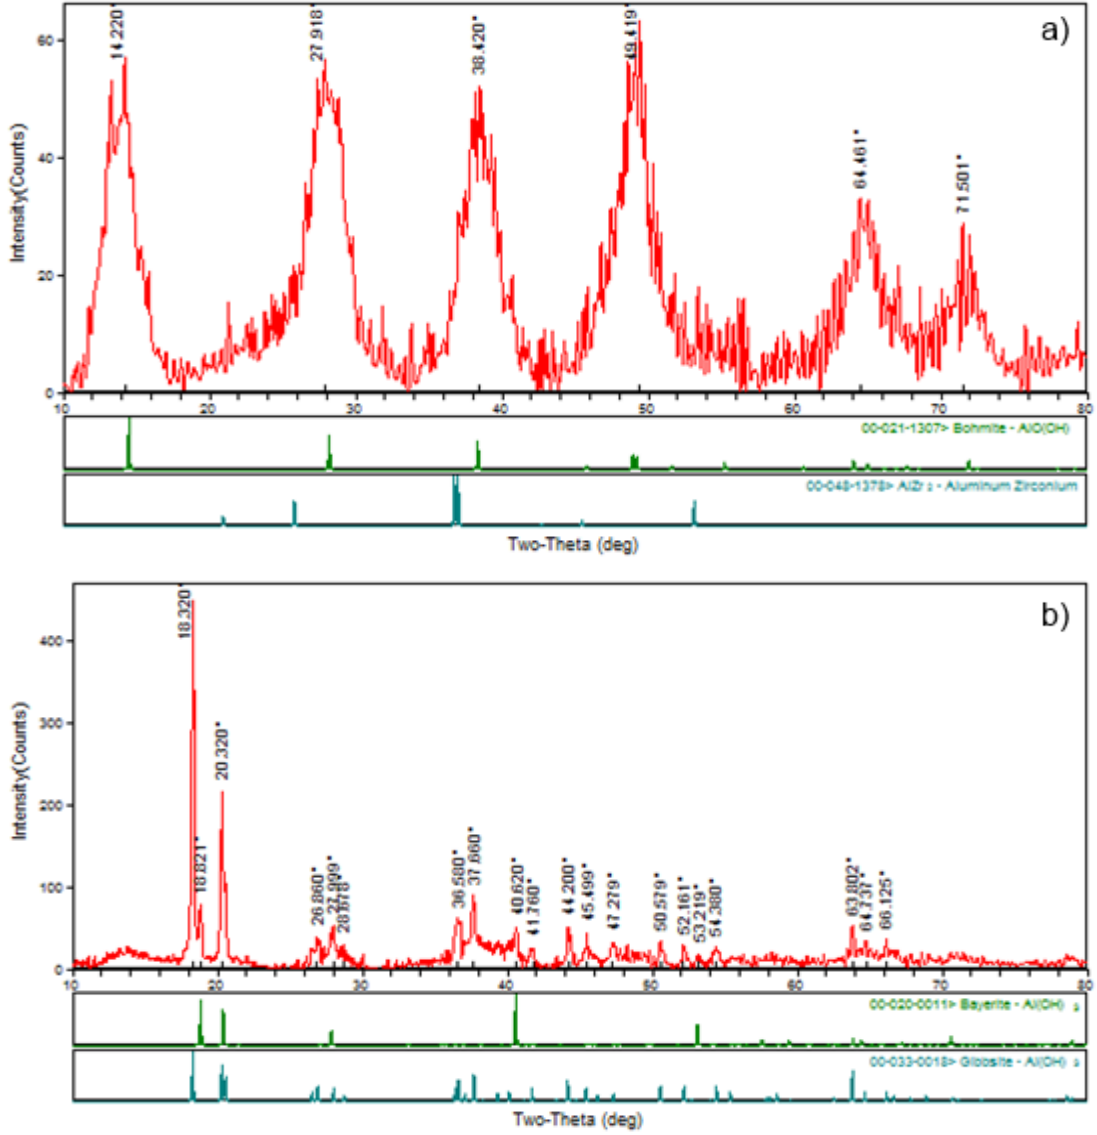 a)
14.220°
27.918°
38.420°
49.419°
64.461°
71.501°
Intensity(Counts)
60
40
20
0
10 20 30 40 50 60 70 80
00-021-1307> Bohmite - AlO(OH)
00-048-1378> AlZr 2 - Aluminum Zirconium
Two-Theta (deg)
b)
18.320°
18.821°
20.320°
26.860°
27.999°
28.678°
36.580°
37.660°
40.620°
41.760°
44.200°
45.499°
47.279°
50.579°
52.161°
53.219°
54.380°
63.802°
64.737°
66.125°
Intensity(Counts)
400
300
200
100
0
10 20 30 40 50 60 70 80
00-020-0011> Bayerite - Al(OH) 3
00-033-0018> Gibbsite - Al(OH) 3
Two-Theta (deg)